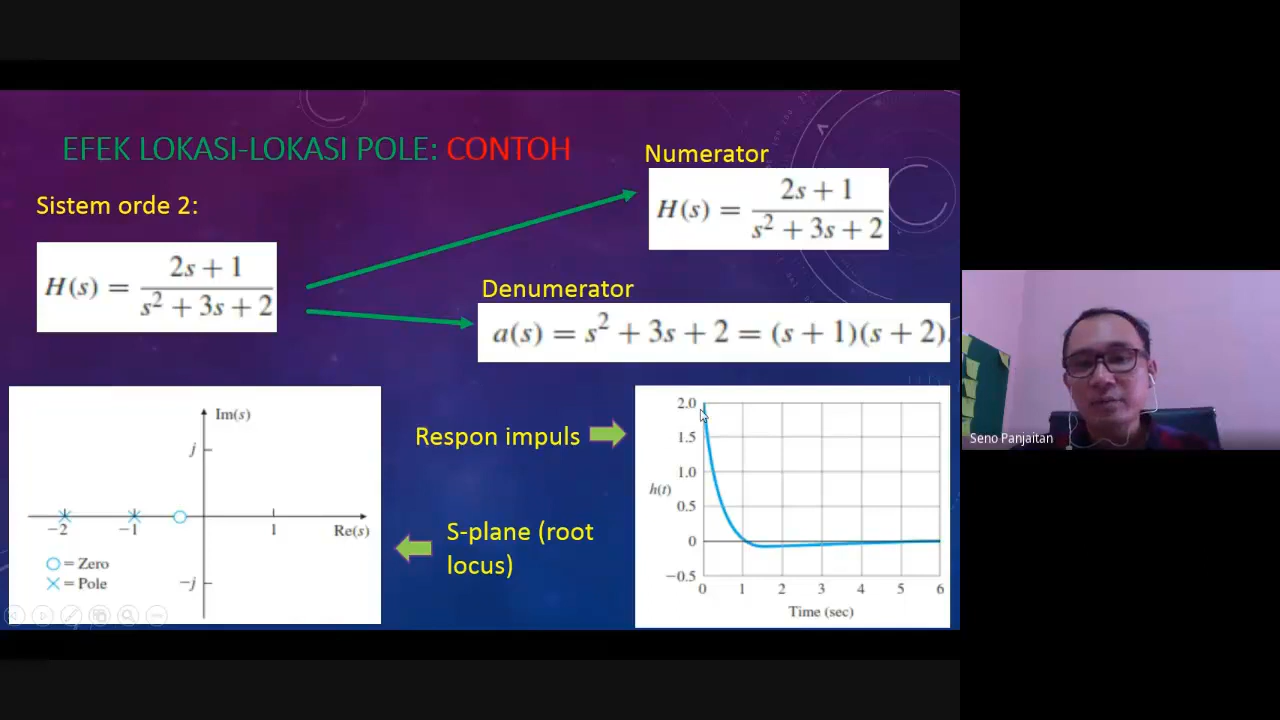 EFEK LOKASI-LOKASI POLE: CONTOH
Sistem orde 2:
H(s) = (2s + 1) / (s² + 3s + 2)
Numerator
H(s) = (2s + 1) / (s² + 3s + 2)
Denumerator
a(s) = s² + 3s + 2 = (s + 1)(s + 2).
Im(s)
j
−2 −1 1 Re(s)
−j
O = Zero
× = Pole
Respon impuls
S-plane (root
locus)
2.0
1.5
1.0
h(t)
0.5
0
−0.5
0 1 2 3 4 5 6
Time (sec)
Seno Panjaitan